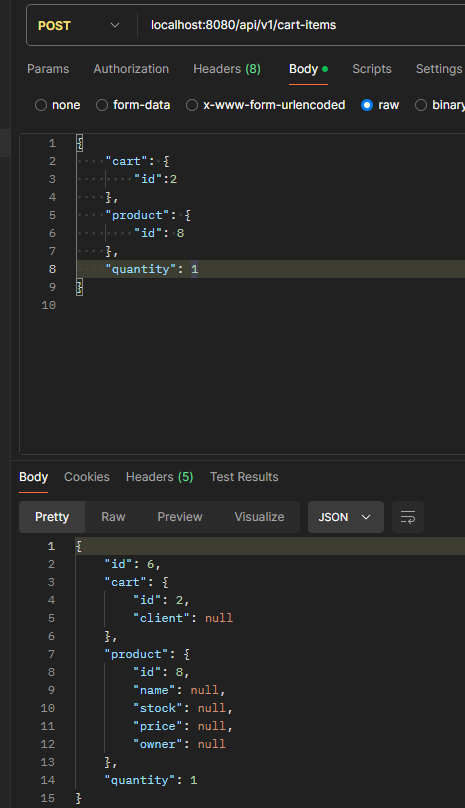 POST localhost:8080/api/v1/cart-items
Params Authorization Headers (8) Body Scripts Settings
none form-data x-www-form-urlencoded raw binary
1 {
2 "cart": {
3 "id":2
4 },
5 "product": {
6 "id": 8
7 },
8 "quantity": 1
9 }
10
Body Cookies Headers (5) Test Results
Pretty Raw Preview Visualize JSON
1 {
2 "id": 6,
3 "cart": {
4 "id": 2,
5 "client": null
6 },
7 "product": {
8 "id": 8,
9 "name": null,
10 "stock": null,
11 "price": null,
12 "owner": null
13 },
14 "quantity": 1
15 }